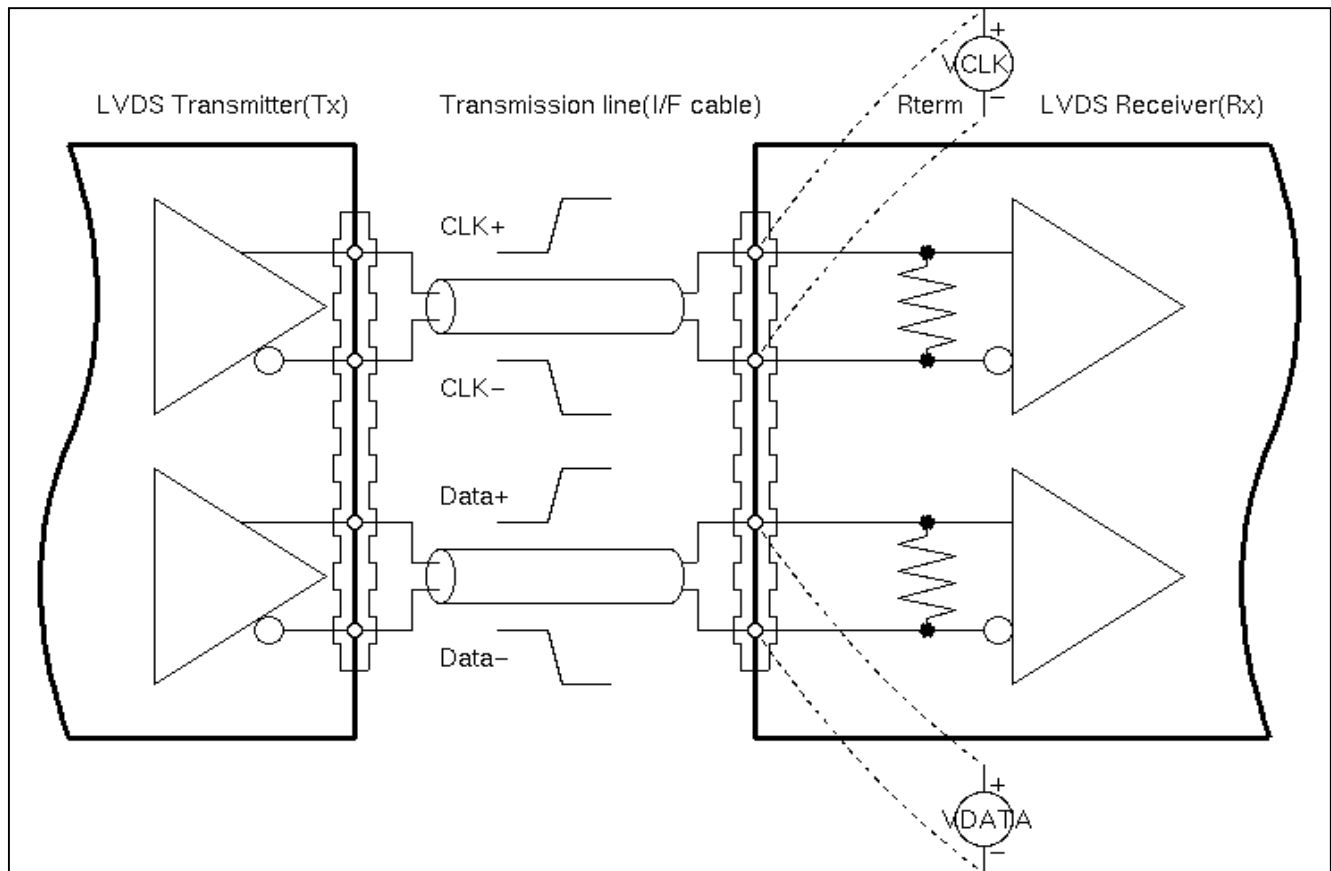 +
VCLK
−
LVDS Transmitter(Tx)
Transmission line(I/F cable)
Rterm
LVDS Receiver(Rx)
CLK+
CLK−
Data+
Data−
+
VDATA
−